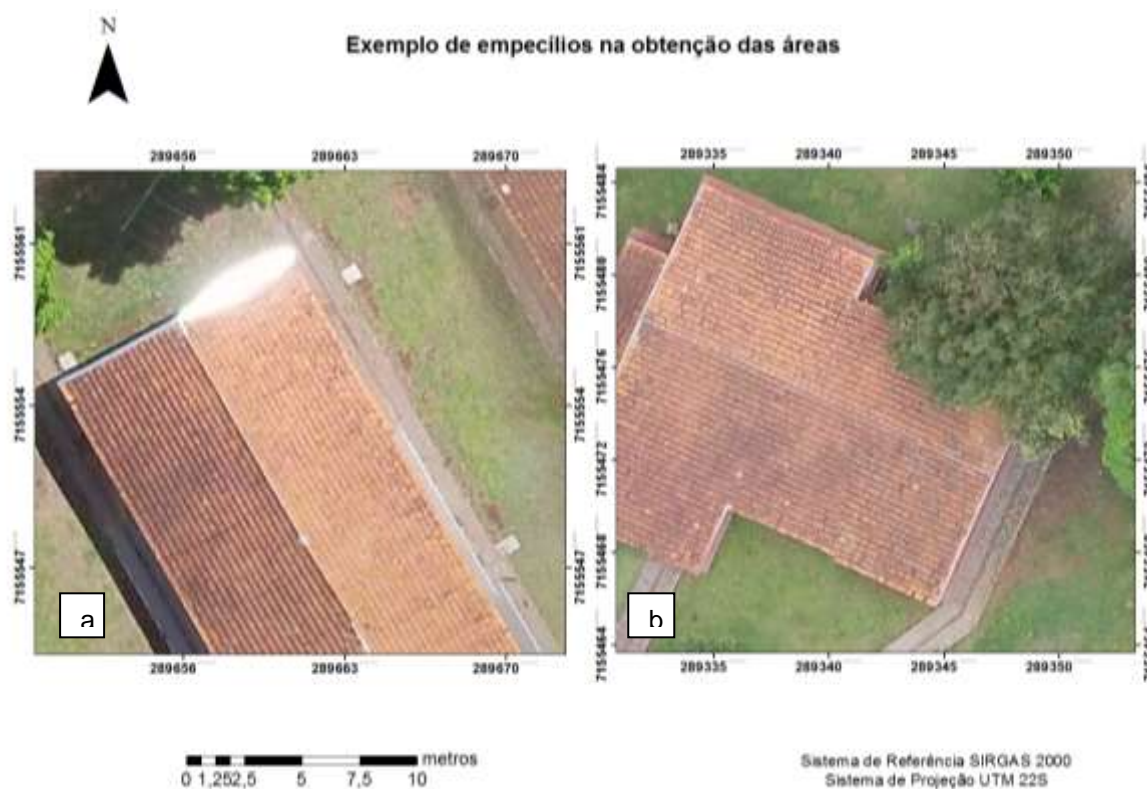 N
Exemplo de empecílios na obtenção das áreas
289656 289663 289670
289335 289340 289345 289350
7155561
7155554
7155547
7155484
7155480
7155476
7155472
7155468
7155464
a
b
289656 289663 289670
289335 289340 289345 289350
metros
0 1,252,5 5 7,5 10
Sistema de Referência SIRGAS 2000
Sistema de Projeção UTM 22S